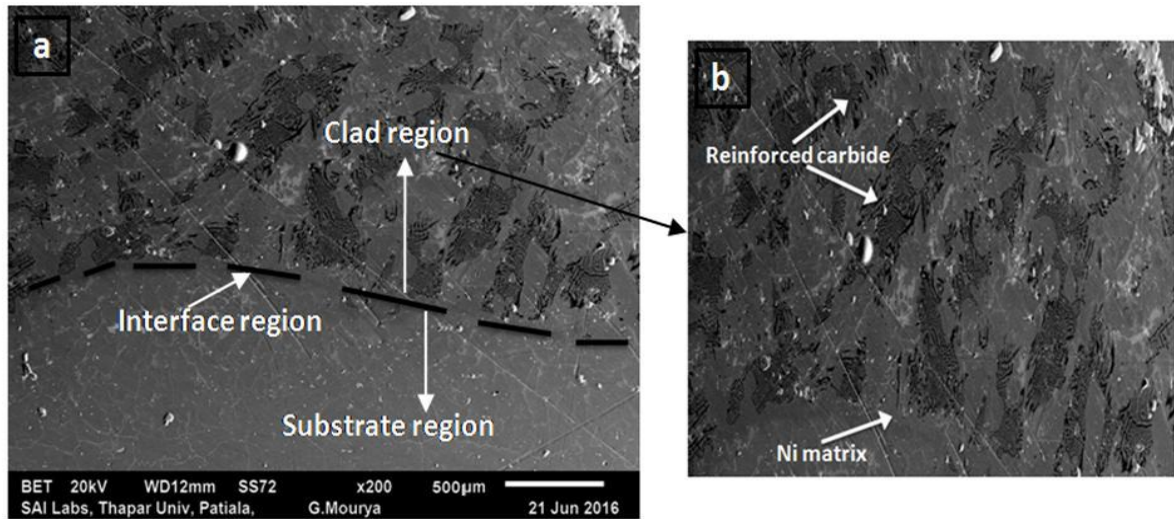 a
Clad region
Interface region
Substrate region
BET 20kV WD12mm SS72 x200 500µm
SAI Labs, Thapar Univ, Patiala, G.Mourya 21 Jun 2016
b
Reinforced carbide
Ni matrix